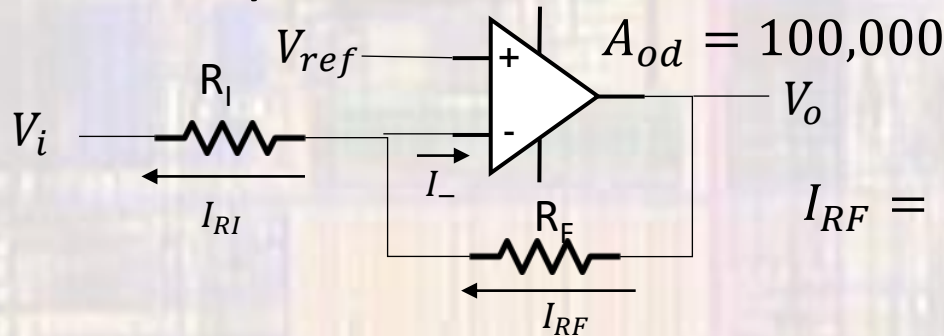 V_ref
+
A_od = 100,000
R_I
V_i
-
V_o
I_-
I_RI
R_F
I_RF =
I_RF